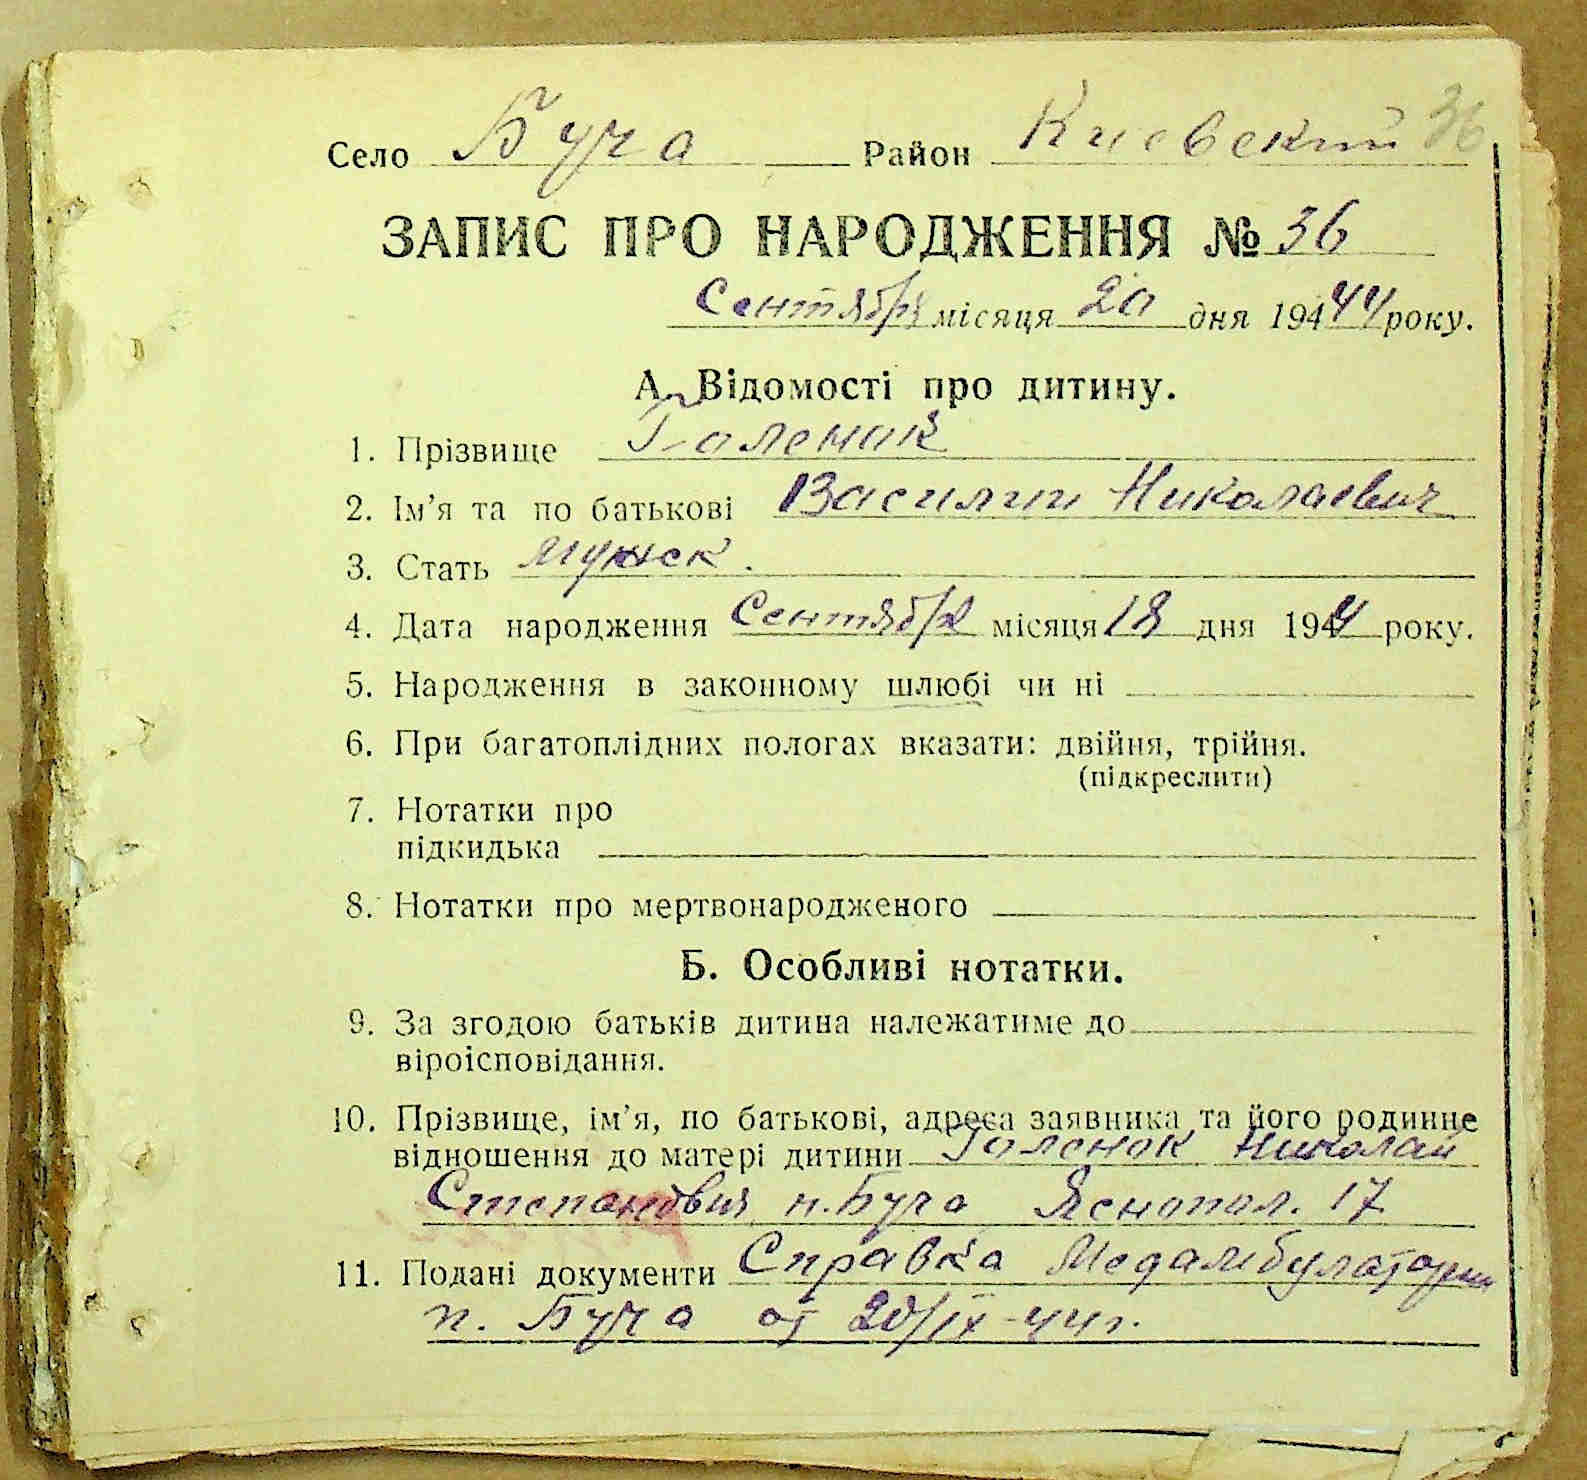 Село Буча Район Киевский 36
ЗАПИС ПРО НАРОДЖЕННЯ № 36
Сентября місяця 20 дня 19444 року.
А. Відомості про дитину.
1. Прізвище Галенок
2. Ім'я та по батькові Василий Николаевич
3. Стать мужск.
4. Дата народження Сентября місяця 18 дня 1944 року.
5. Народження в законному шлюбі чи ні
6. При багатоплідних пологах вказати: двійня, трійня.
(підкреслити)
7. Нотатки про
підкидька
8. Нотатки про мертвонародженого
Б. Особливі нотатки.
9. За згодою батьків дитина належатиме до
віроісповідання.
10. Прізвище, ім'я, по батькові, адреса заявника та його родинне
відношення до матері дитини Галенок Николай
Степанович п. Буча Яснопол. 17
11. Подані документи Справка Медамбулатории
п. Буча от 20/IX-44г.